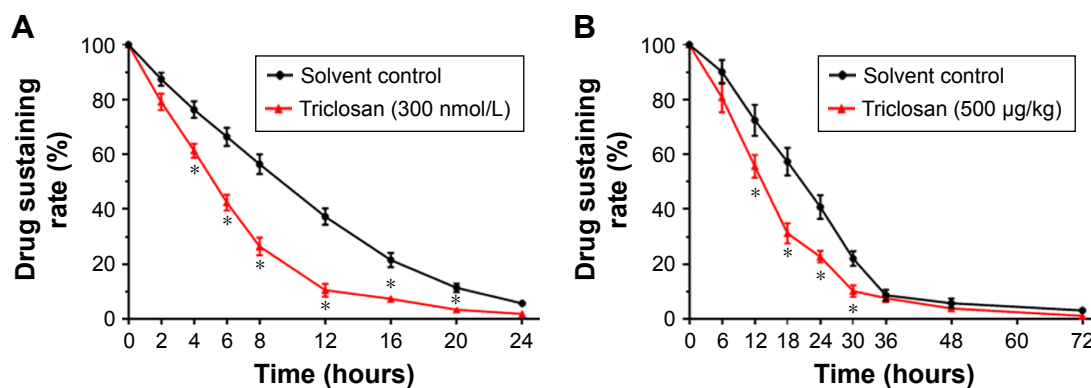 A
Drug sustaining
rate (%)
100
80
60
40
20
0
Solvent control
Triclosan (300 nmol/L)
*
*
*
*
*
*
0 2 4 6 8 12 16 20 24
Time (hours)
B
Drug sustaining
rate (%)
100
80
60
40
20
0
Solvent control
Triclosan (500 µg/kg)
*
*
*
*
0 6 12 18 24 30 36 48 60 72
Time (hours)